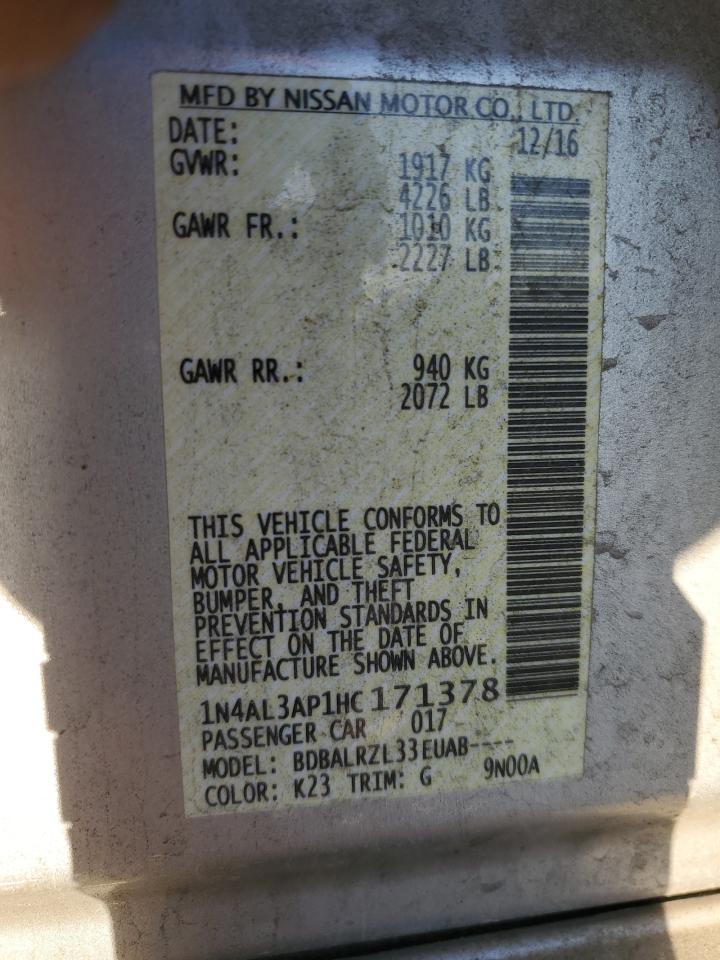 MFD BY NISSAN MOTOR CO., LTD.
DATE: 12/16
GVWR: 1917 KG
4226 LB
GAWR FR.: 1010 KG
2227 LB
GAWR RR.: 940 KG
2072 LB
THIS VEHICLE CONFORMS TO
ALL APPLICABLE FEDERAL
MOTOR VEHICLE SAFETY,
BUMPER, AND THEFT
PREVENTION STANDARDS IN
EFFECT ON THE DATE OF
MANUFACTURE SHOWN ABOVE.
1N4AL3AP1HC171378
PASSENGER CAR 017
MODEL: BDBALRZL33EUAB----
COLOR: K23 TRIM: G 9N00A